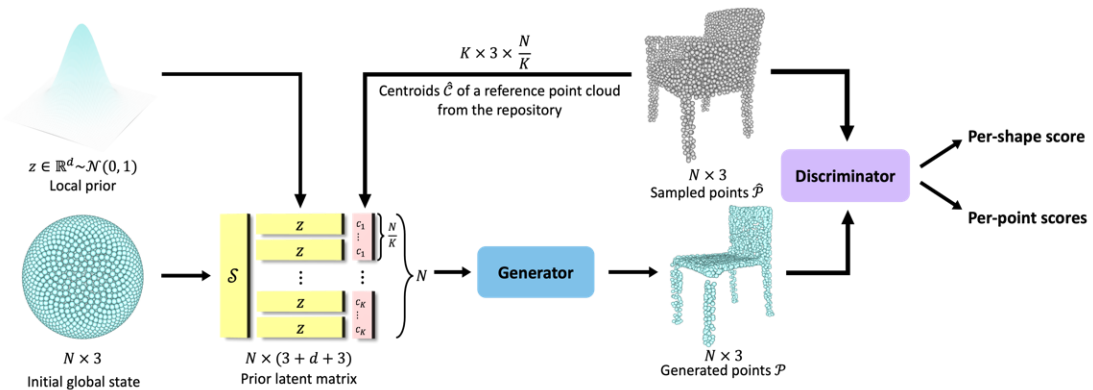 z ∈ ℝ^d ~ 𝒩(0, 1)
Local prior
N × 3
Initial global state
K × 3 × N/K
Centroids 𝒞̂ of a reference point cloud
from the repository
𝒮
z
z
⋮
z
z
c_1
⋮
c_1
⋮
c_K
⋮
c_K
N/K
N
N × (3 + d + 3)
Prior latent matrix
Generator
N × 3
Sampled points 𝒫̂
N × 3
Generated points 𝒫
Discriminator
Per-shape score
Per-point scores